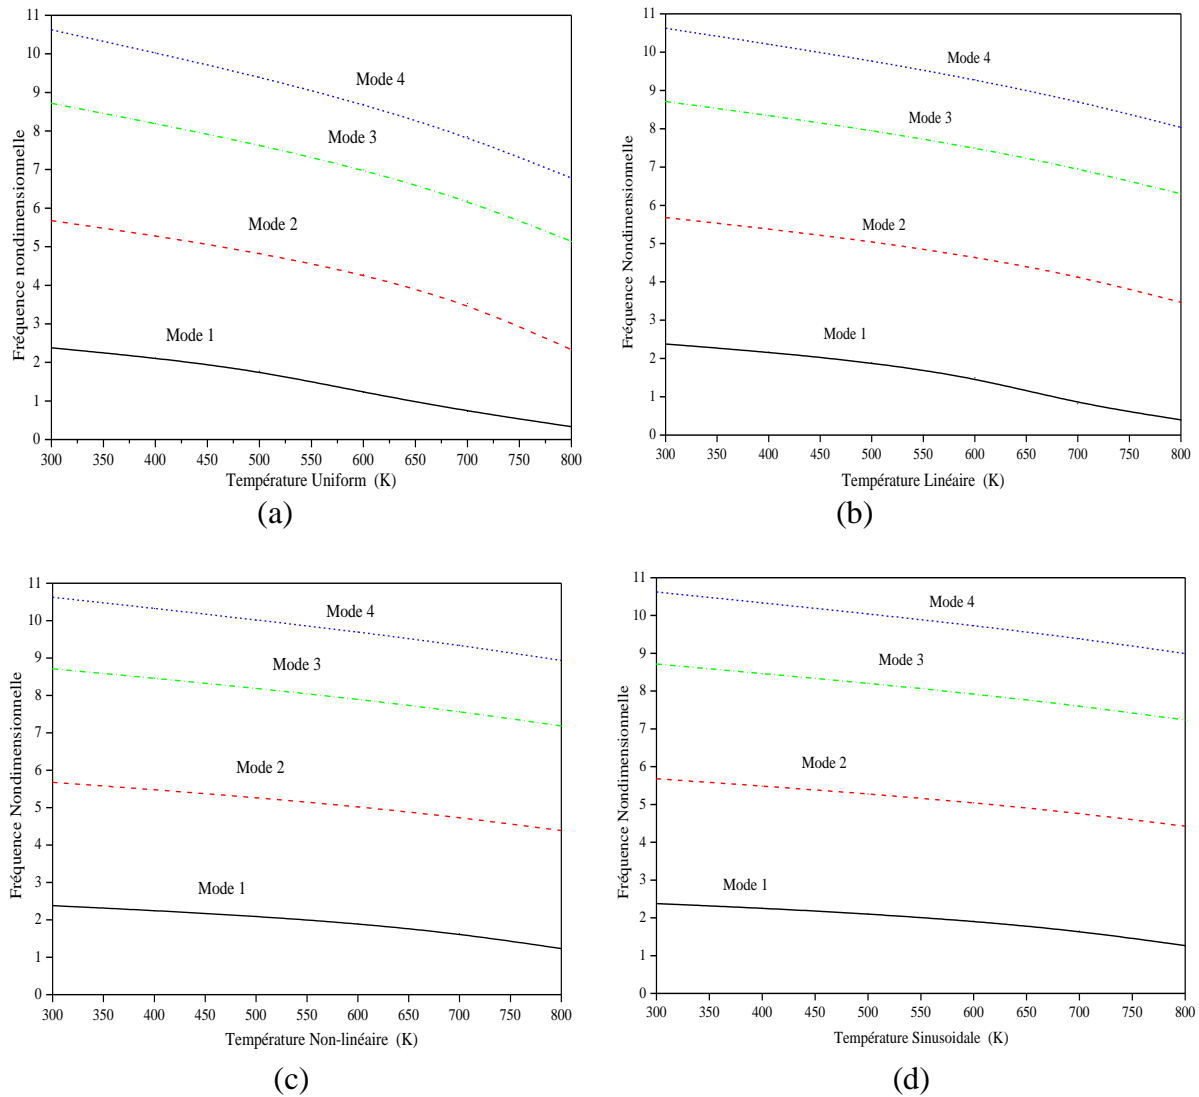 11
10
9
8
7
6
5
4
3
2
1
0
Fréquence nondimensionnelle
Mode 4
Mode 3
Mode 2
Mode 1
300 350 400 450 500 550 600 650 700 750 800
Température Uniform (K)
(a)
11
10
9
8
7
6
5
4
3
2
1
0
Fréquence Nondimensionnelle
Mode 4
Mode 3
Mode 2
Mode 1
300 350 400 450 500 550 600 650 700 750 800
Température Linéaire (K)
(b)
11
10
9
8
7
6
5
4
3
2
1
0
Fréquence Nondimensionnelle
Mode 4
Mode 3
Mode 2
Mode 1
300 350 400 450 500 550 600 650 700 750 800
Température Non-linéaire (K)
(c)
11
10
9
8
7
6
5
4
3
2
1
0
Fréquence Nondimensionnelle
Mode 4
Mode 3
Mode 2
Mode 1
300 350 400 450 500 550 600 650 700 750 800
Température Sinusoidale (K)
(d)